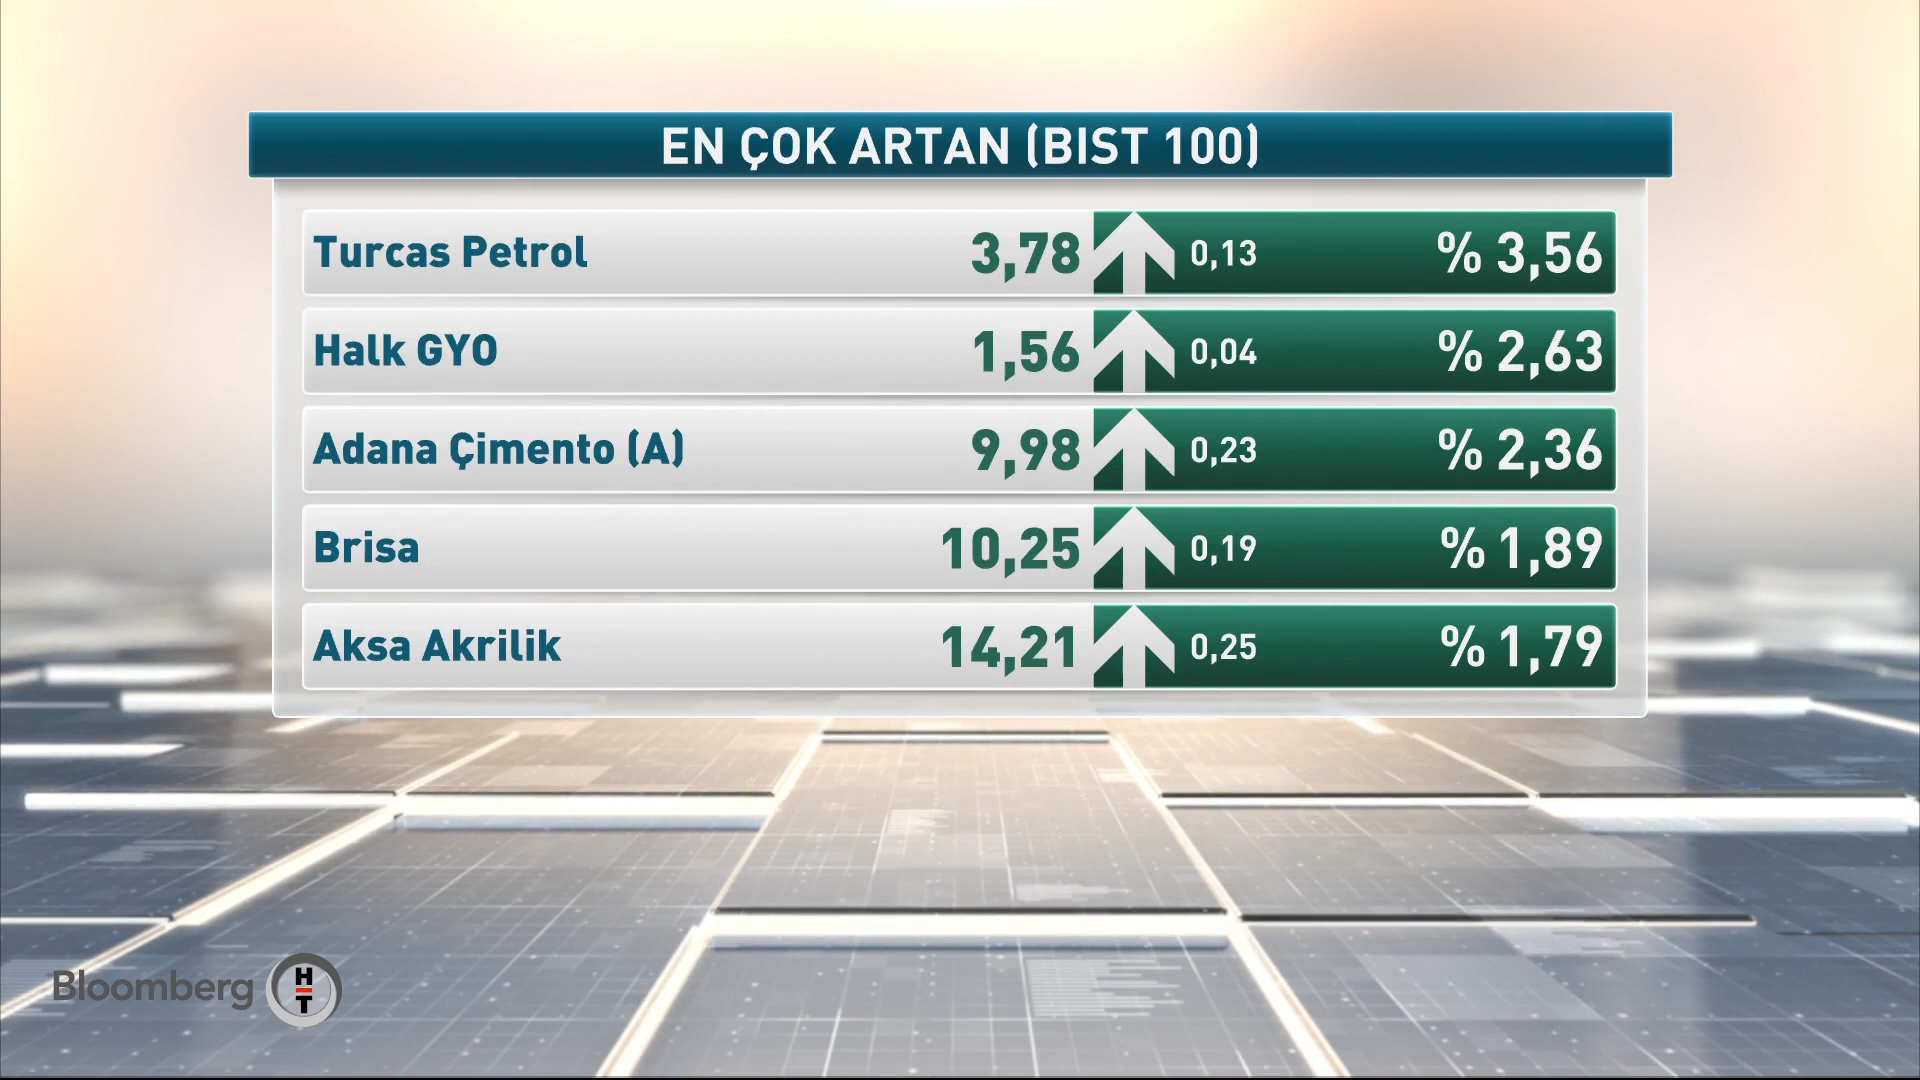 EN ÇOK ARTAN (BIST 100)
Turcas Petrol 3,78 0,13 % 3,56
Halk GYO 1,56 0,04 % 2,63
Adana Çimento (A) 9,98 0,23 % 2,36
Brisa 10,25 0,19 % 1,89
Aksa Akrilik 14,21 0,25 % 1,79
Bloomberg HT